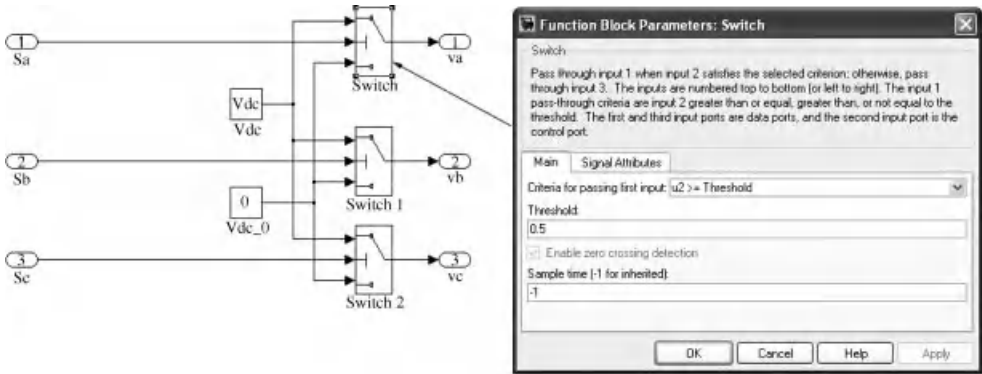 1
Sa
Switch
1
va
Vdc
Vdc
2
Sb
Switch 1
2
vb
0
Vdc_0
3
Sc
Switch 2
3
vc
Function Block Parameters: Switch
Switch
Pass through input 1 when input 2 satisfies the selected criterion; otherwise, pass
through input 3. The inputs are numbered top to bottom (or left to right). The input 1
pass-through criteria are input 2 greater than or equal, greater than, or not equal to the
threshold. The first and third input ports are data ports, and the second input port is the
control port.
Main Signal Attributes
Criteria for passing first input: u2 >= Threshold
Threshold:
0.5
Enable zero crossing detection
Sample time (-1 for inherited):
-1
OK Cancel Help Apply